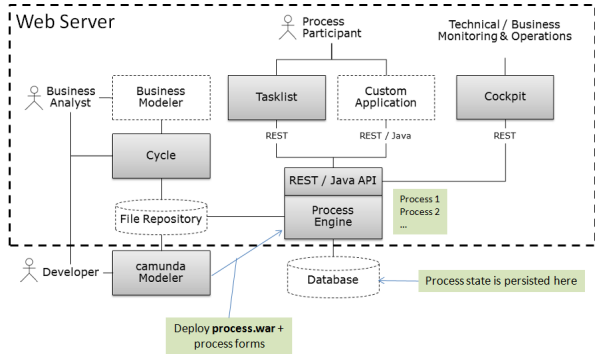 Web Server
Process
Participant
Technical / Business
Monitoring & Operations
Business
Analyst
Business
Modeler
Tasklist
Custom
Application
Cockpit
REST
REST / Java
REST
Cycle
REST / Java API
Process
Engine
Process 1
Process 2
...
File Repository
Developer
camunda
Modeler
Database
Process state is persisted here
Deploy process.war +
process forms